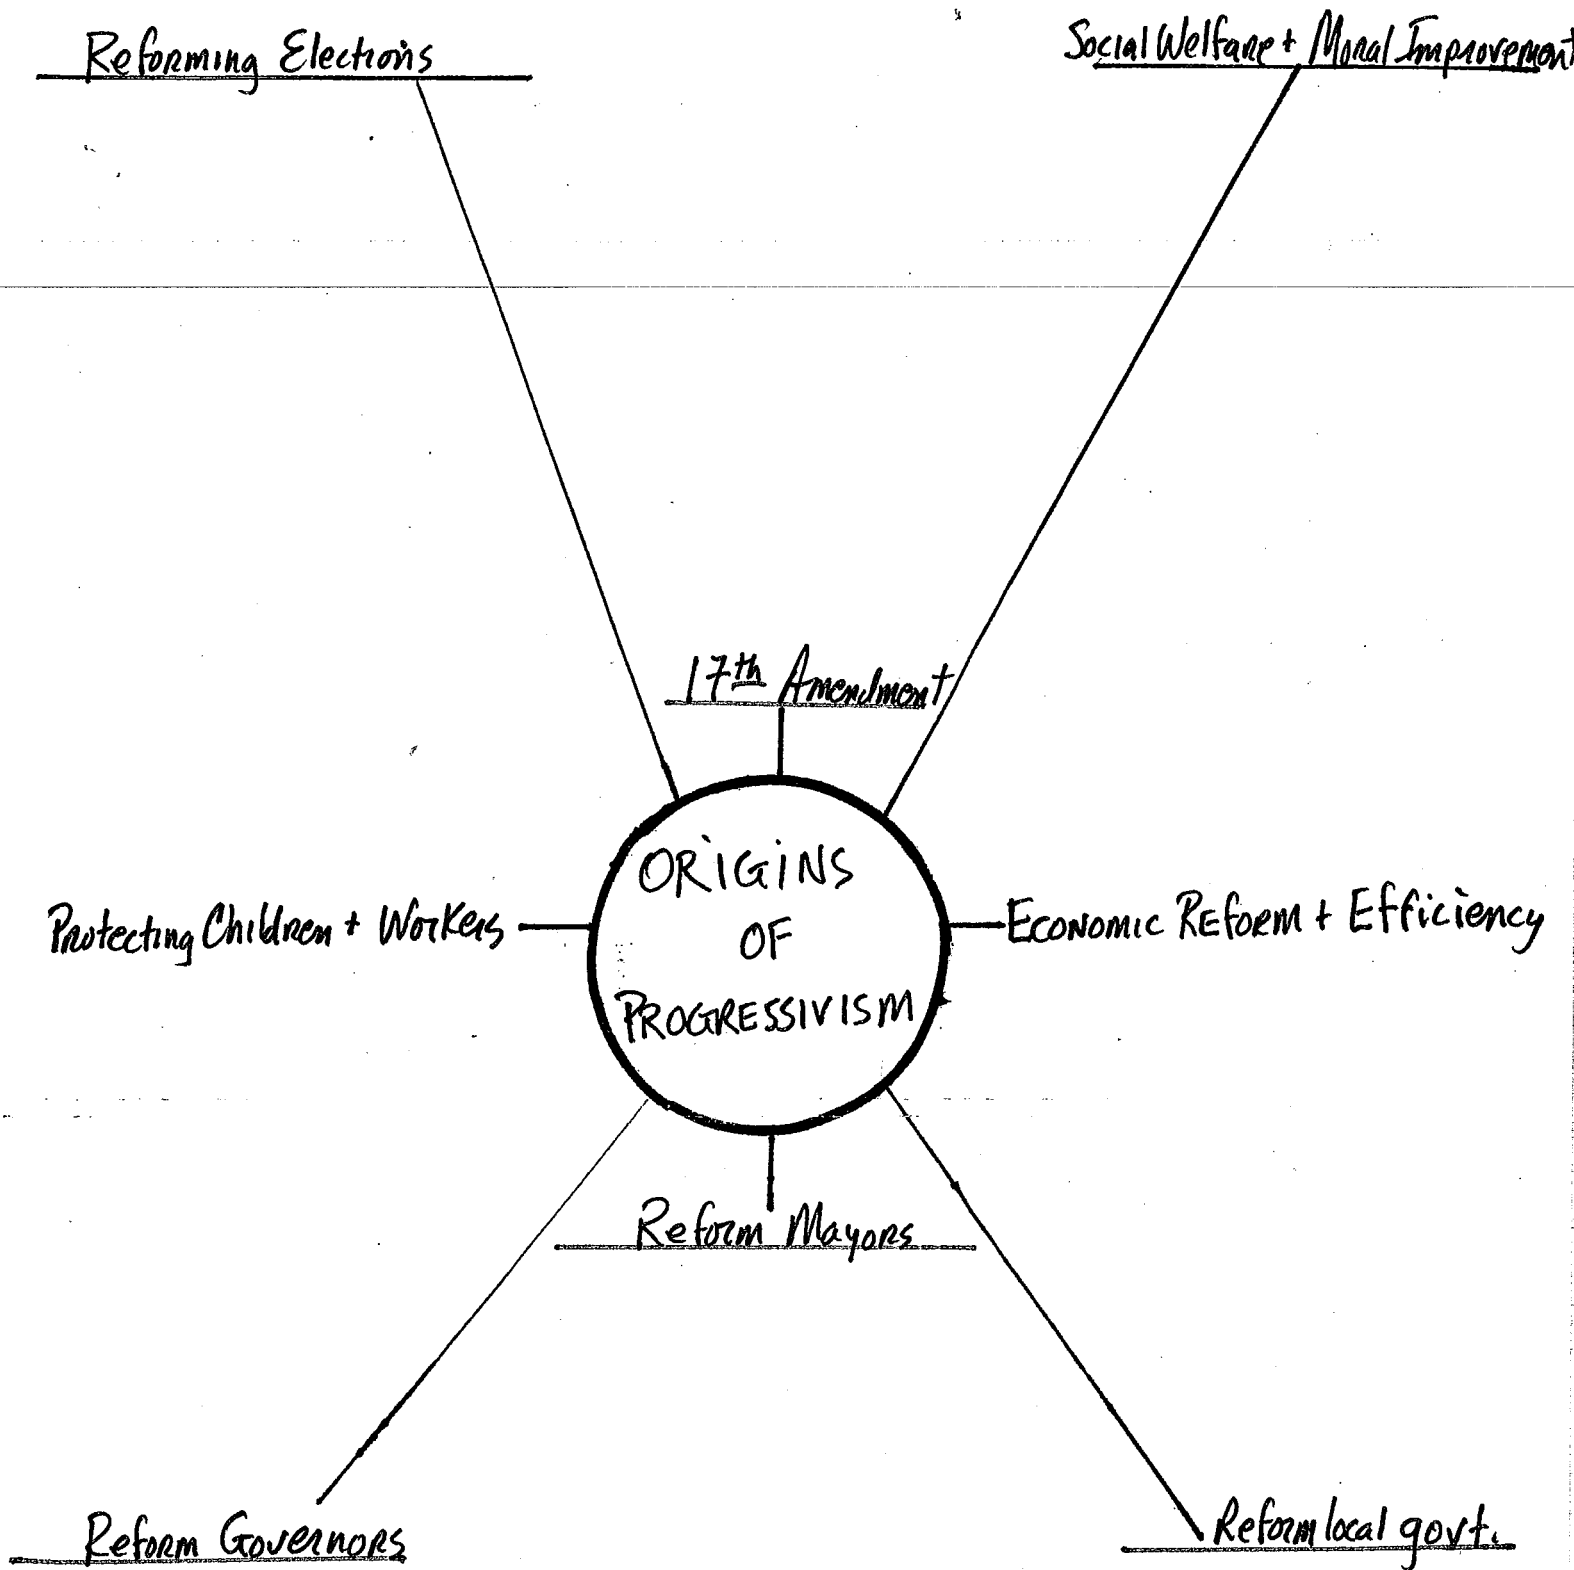 Reforming Elections
Social Welfare + Moral Improvement
17th Amendment
ORIGINS
OF
PROGRESSIVISM
Protecting Children + Workers
Economic Reform + Efficiency
Reform Mayors
Reform Governors
Reform local govt.